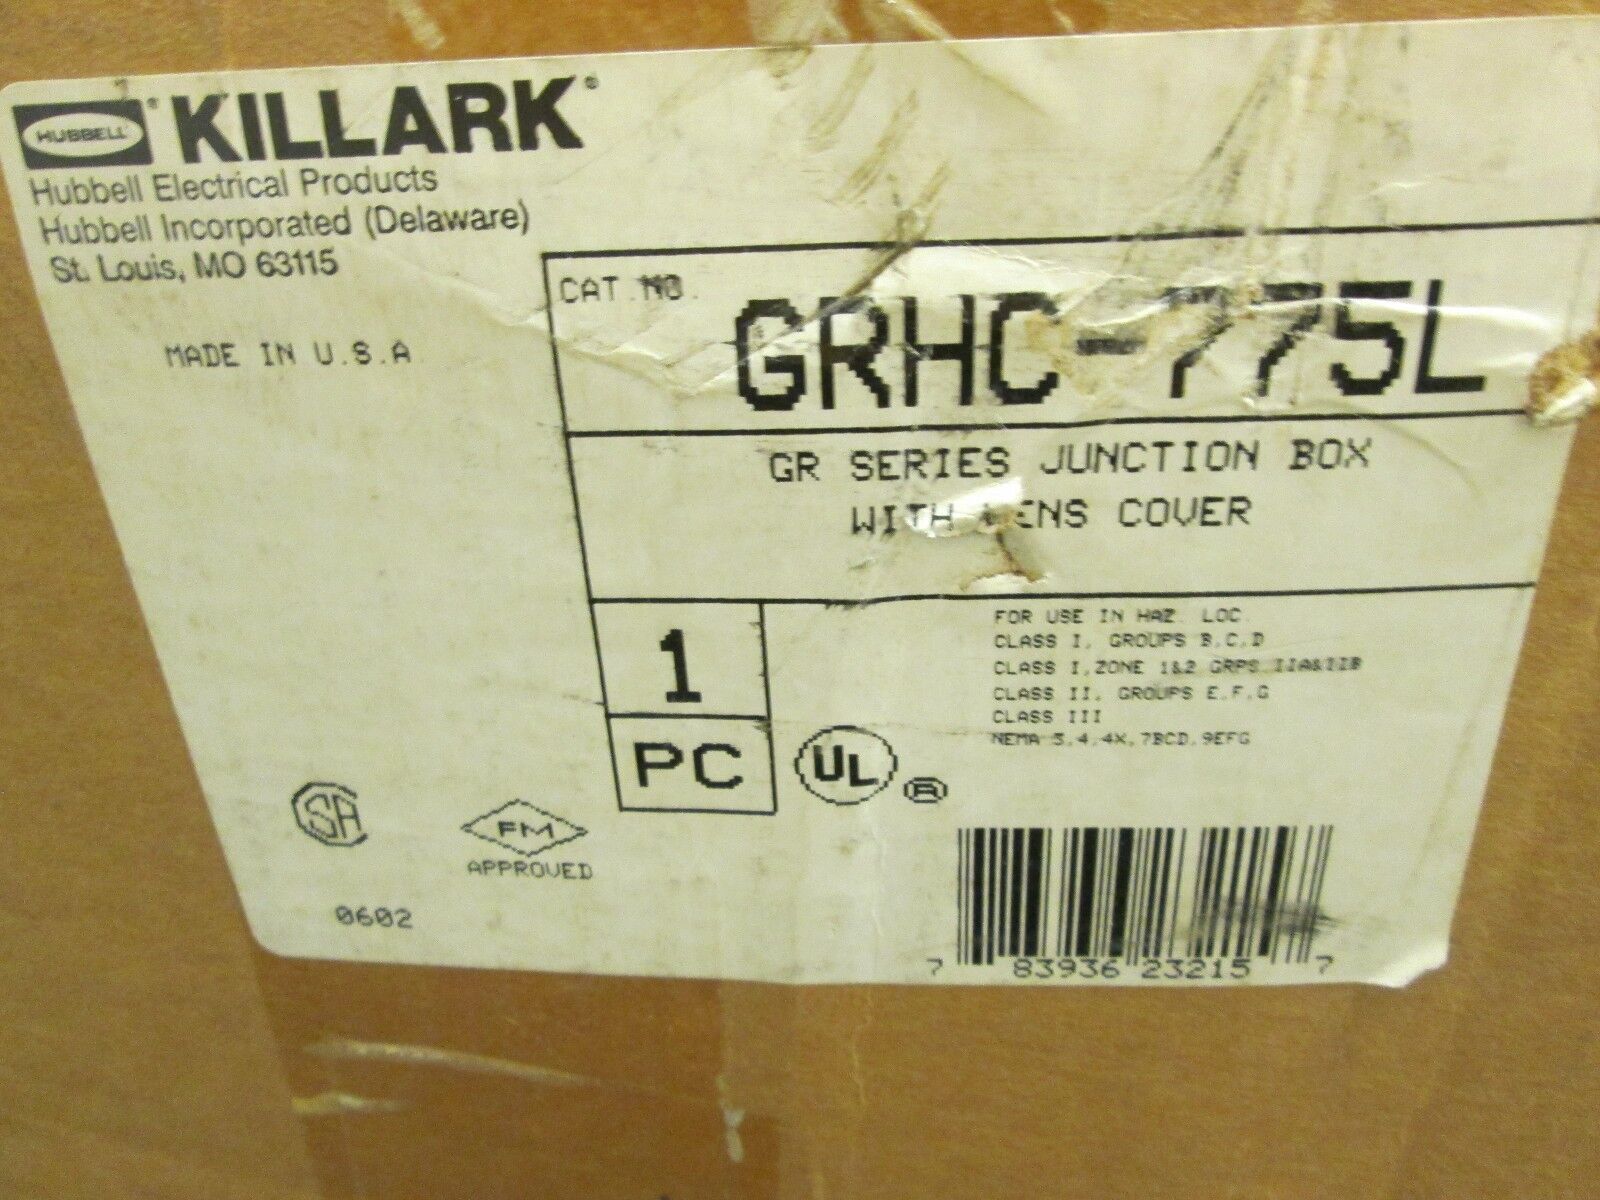 HUBBELL® KILLARK®
Hubbell Electrical Products
Hubbell Incorporated (Delaware)
St. Louis, MO 63115
MADE IN U.S.A
CAT.NO.
GRHC-775L
GR SERIES JUNCTION BOX
WITH LENS COVER
1
PC
FOR USE IN HAZ. LOC.
CLASS I, GROUPS B,C,D
CLASS I,ZONE 1&2 GRPS IIA&IIB
CLASS II, GROUPS E,F,G
CLASS III
NEMA 3,4,4X,7BCD,9EFG
UL ®
SA
FM
APPROVED
0602
7 83936 23215 7